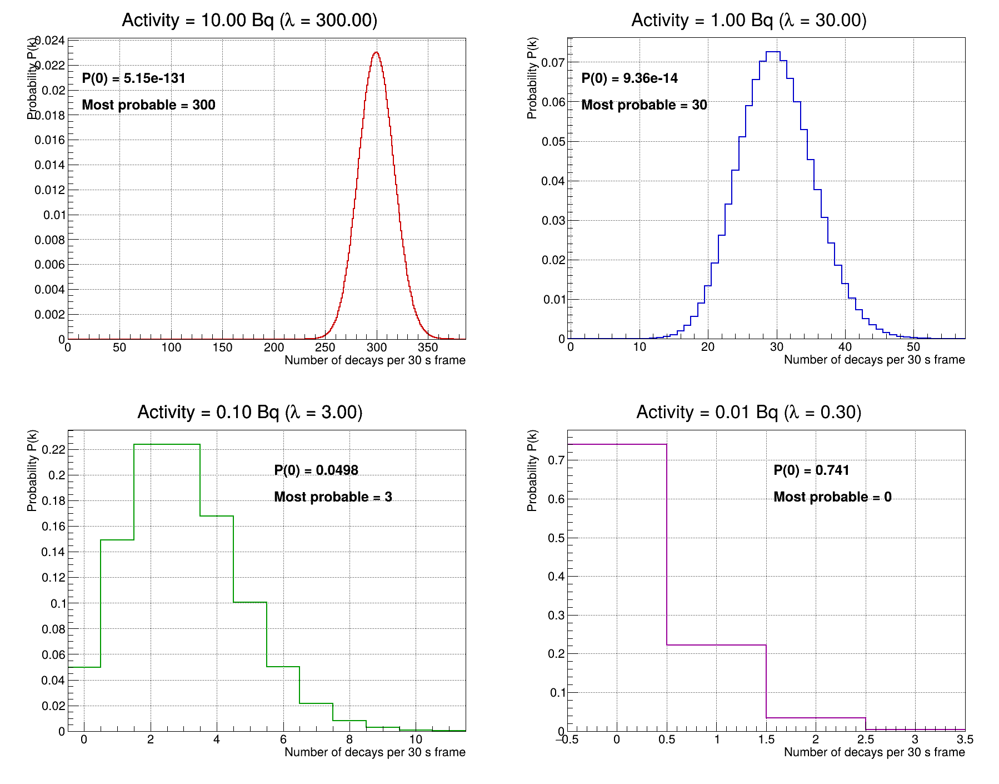 Activity = 10.00 Bq (λ = 300.00)
Probability P(k)
0.024
0.022
0.02
0.018
0.016
0.014
0.012
0.01
0.008
0.006
0.004
0.002
0
P(0) = 5.15e-131
Most probable = 300
0 50 100 150 200 250 300 350
Number of decays per 30 s frame
Activity = 1.00 Bq (λ = 30.00)
Probability P(k)
0.07
0.06
0.05
0.04
0.03
0.02
0.01
0
P(0) = 9.36e-14
Most probable = 30
0 10 20 30 40 50
Number of decays per 30 s frame
Activity = 0.10 Bq (λ = 3.00)
Probability P(k)
0.22
0.2
0.18
0.16
0.14
0.12
0.1
0.08
0.06
0.04
0.02
0
P(0) = 0.0498
Most probable = 3
0 2 4 6 8 10
Number of decays per 30 s frame
Activity = 0.01 Bq (λ = 0.30)
Probability P(k)
0.7
0.6
0.5
0.4
0.3
0.2
0.1
0
P(0) = 0.741
Most probable = 0
−0.5 0 0.5 1 1.5 2 2.5 3 3.5
Number of decays per 30 s frame